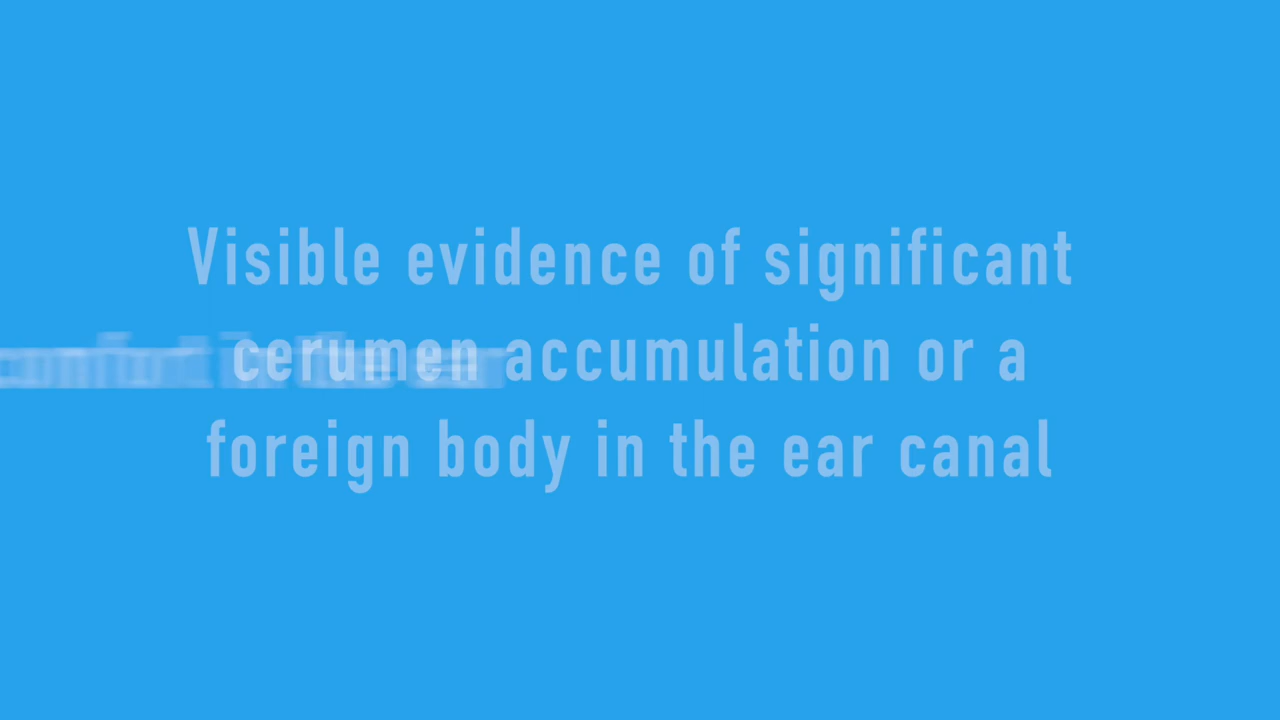 Visible evidence of significant
cerumen accumulation or a
foreign body in the ear canal